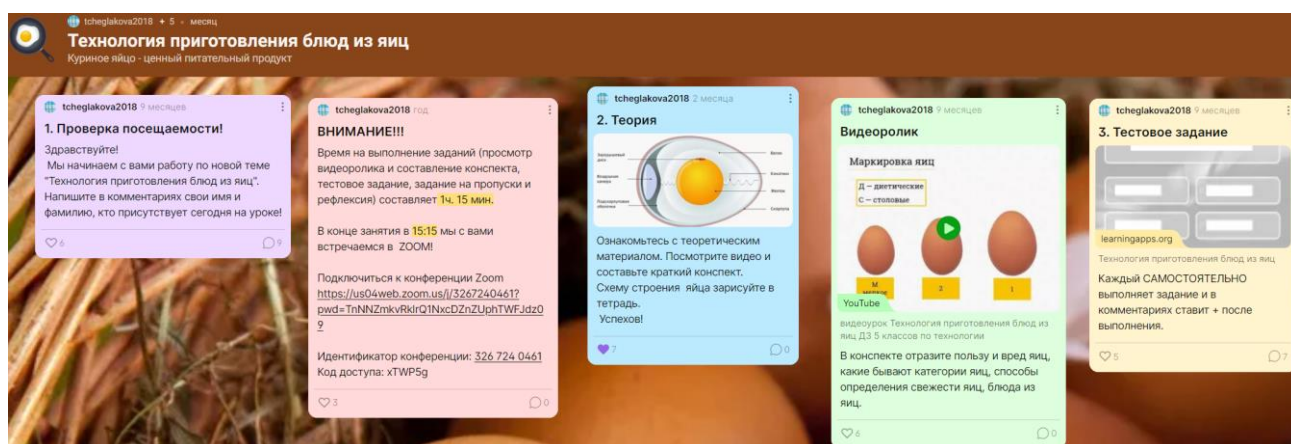 tcheglakova2018 + 5 • месяц
Технология приготовления блюд из яиц
Куриное яйцо - ценный питательный продукт
tcheglakova2018 9 месяцев
1. Проверка посещаемости!
Здравствуйте!
Мы начинаем с вами работу по новой теме
"Технология приготовления блюд из яиц".
Напишите в комментариях свои имя и
фамилию, кто присутствует сегодня на уроке!
6
9
tcheglakova2018 год
ВНИМАНИЕ!!!
Время на выполнение заданий (просмотр
видеоролика и составление конспекта,
тестовое задание, задание на пропуски и
рефлексия) составляет 1ч. 15 мин.
В конце занятия в 15:15 мы с вами
встречаемся в ZOOM!
Подключиться к конференции Zoom
https://us04web.zoom.us/j/3267240461?
pwd=TnNNZmkvRklrQ1NxcDZnZUphTWFJdz0
9
Идентификатор конференции: 326 724 0461
Код доступа: xTWP5g
3
0
tcheglakova2018 2 месяца
2. Теория
Белок
Желток
Скорлупа
Ознакомьтесь с теоретическим
материалом. Посмотрите видео и
составьте краткий конспект.
Схему строения яйца зарисуйте в
тетрадь.
Успехов!
7
0
tcheglakova2018 9 месяцев
Видеоролик
Маркировка яиц
Д – диетические
С – столовые
М
мелкое
2
1
YouTube
видеоурок Технология приготовления блюд из
яиц ДЗ 5 классов по технологии
В конспекте отразите пользу и вред яиц,
какие бывают категории яиц, способы
определения свежести яиц, блюда из
яиц.
6
0
tcheglakova2018 9 месяцев
3. Тестовое задание
learningapps.org
Технология приготовления блюд из яиц
Каждый САМОСТОЯТЕЛЬНО
выполняет задание и в
комментариях ставит + после
выполнения.
5
7